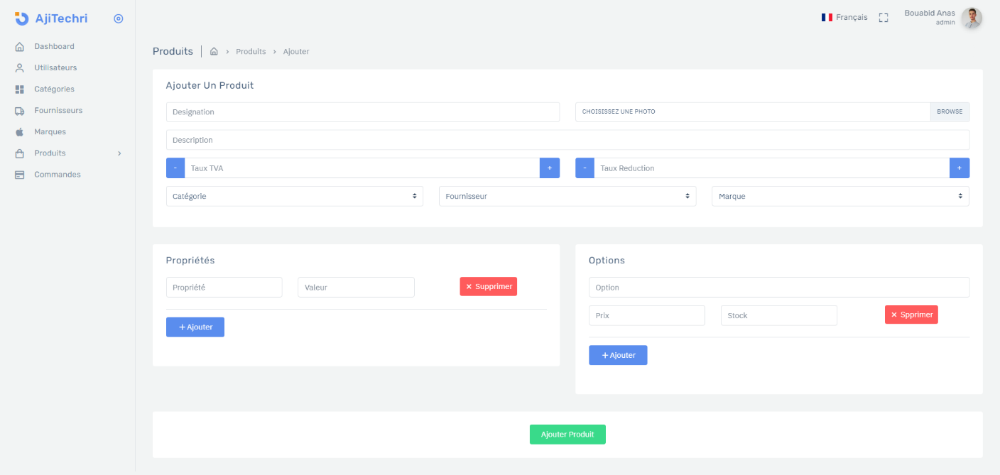 AjiTechri
Français
Bouabid Anas
admin
Dashboard
Utilisateurs
Catégories
Fournisseurs
Marques
Produits
Commandes
Produits Produits Ajouter
Ajouter Un Produit
Designation
CHOISISSEZ UNE PHOTO BROWSE
Description
- Taux TVA +
- Taux Reduction +
Catégorie
Fournisseur
Marque
Propriétés
Propriété
Valeur
× Supprimer
+ Ajouter
Options
Option
Prix
Stock
× Spprimer
+ Ajouter
Ajouter Produit